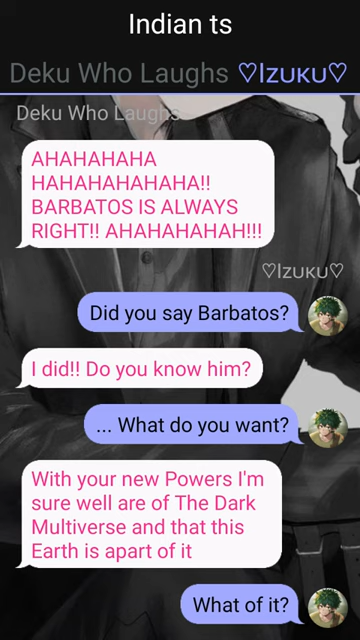 Indian ts
Deku Who Laughs ♡Izuku♡
Deku Who Laughs
AHAHAHAHA
HAHAHAHAHAHA!!
BARBATOS IS ALWAYS
RIGHT!! AHAHAHAHAH!!!
♡Izuku♡
Did you say Barbatos?
I did!! Do you know him?
... What do you want?
With your new Powers I'm
sure well are of The Dark
Multiverse and that this
Earth is apart of it
What of it?